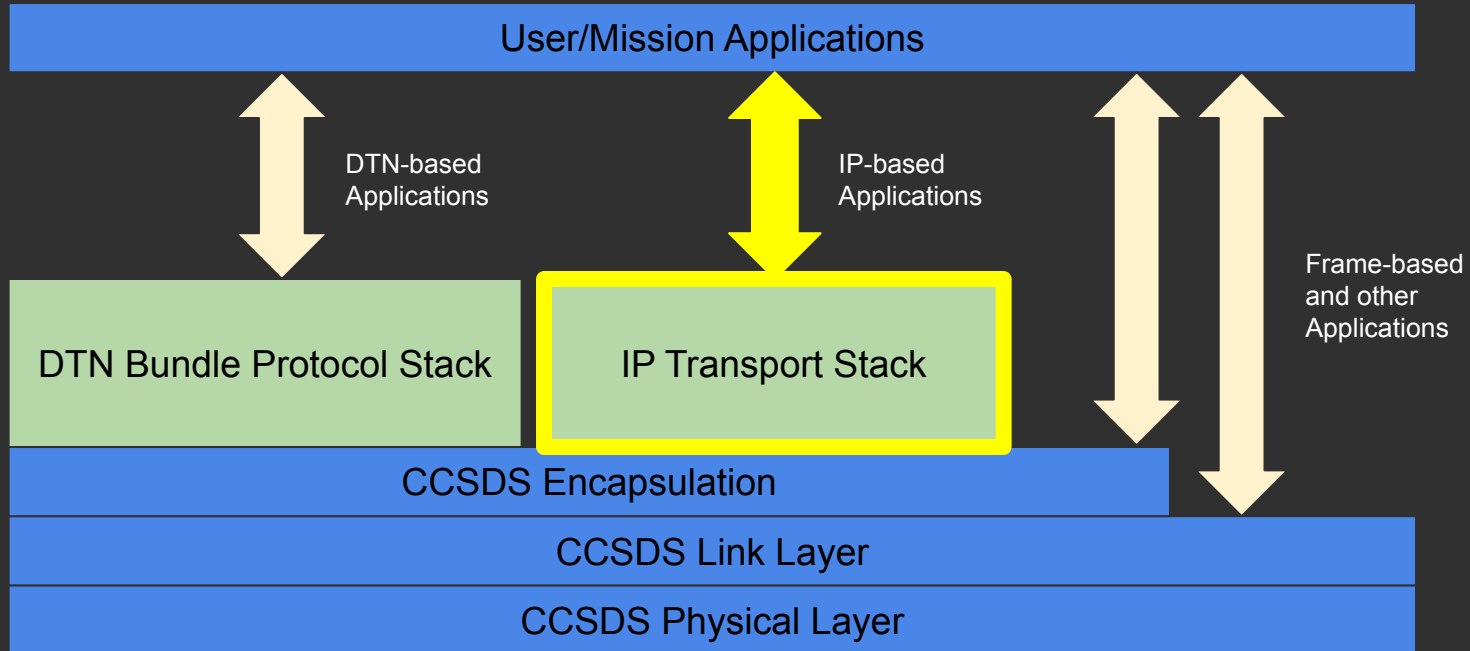 User/Mission Applications
DTN-based
Applications
IP-based
Applications
Frame-based
and other
Applications
DTN Bundle Protocol Stack
IP Transport Stack
CCSDS Encapsulation
CCSDS Link Layer
CCSDS Physical Layer